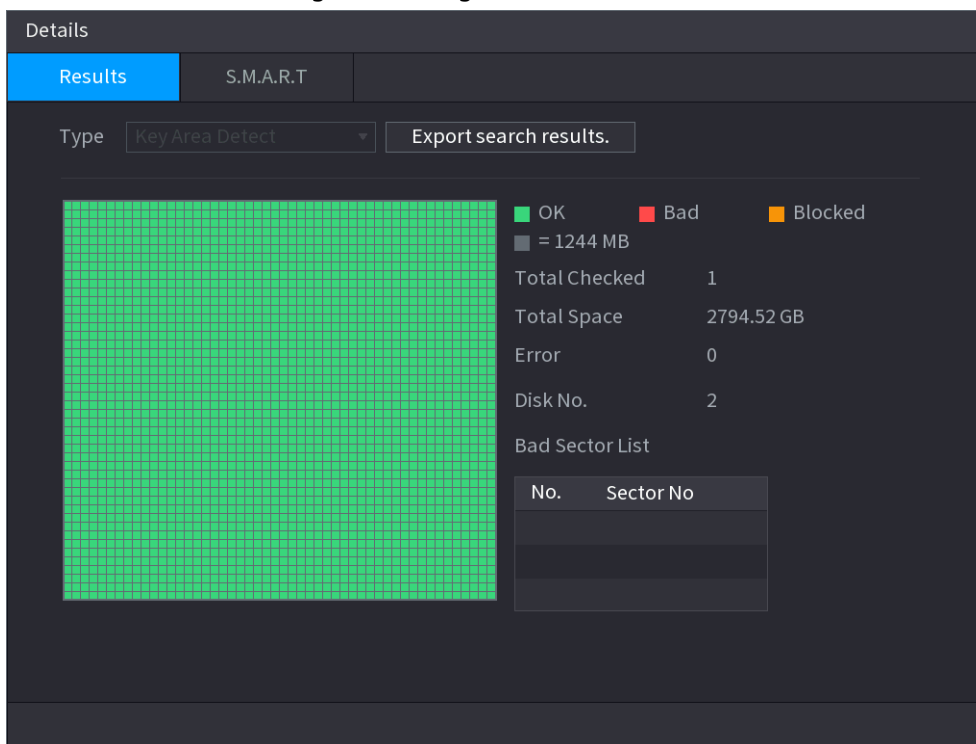 Details
Results S.M.A.R.T
Type Key Area Detect Export search results.
OK Bad Blocked
= 1244 MB
Total Checked 1
Total Space 2794.52 GB
Error 0
Disk No. 2
Bad Sector List
No. Sector No